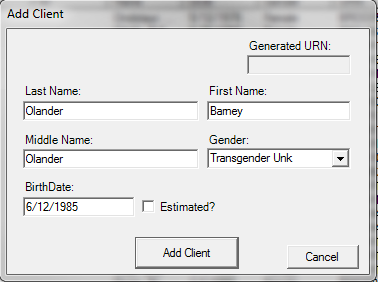 Add Client
Generated URN:
Last Name:
First Name:
Olander
Barney
Middle Name:
Gender:
Olander
Transgender Unk
BirthDate:
6/12/1985
Estimated?
Add Client
Cancel